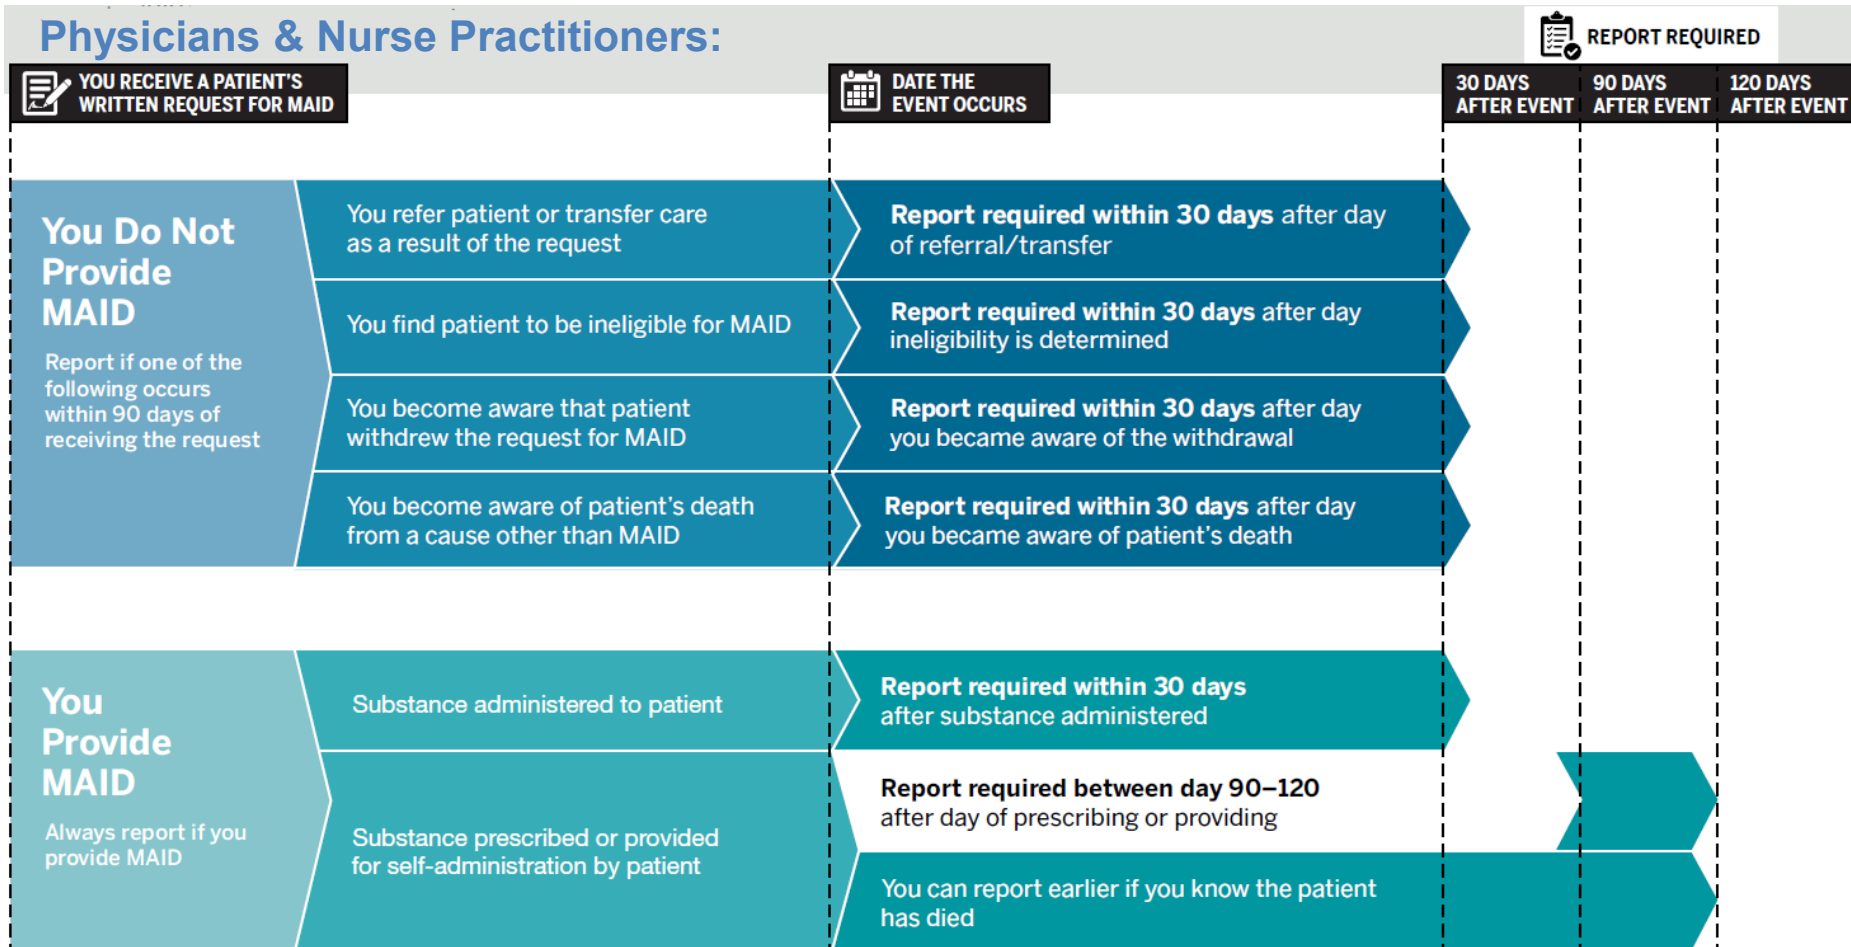 Physicians & Nurse Practitioners:
REPORT REQUIRED
YOU RECEIVE A PATIENT'S
WRITTEN REQUEST FOR MAID
DATE THE
EVENT OCCURS
30 DAYS
AFTER EVENT
90 DAYS
AFTER EVENT
120 DAYS
AFTER EVENT
You Do Not
Provide
MAID
Report if one of the
following occurs
within 90 days of
receiving the request
You refer patient or transfer care
as a result of the request
Report required within 30 days after day
of referral/transfer
You find patient to be ineligible for MAID
Report required within 30 days after day
ineligibility is determined
You become aware that patient
withdrew the request for MAID
Report required within 30 days after day
you became aware of the withdrawal
You become aware of patient's death
from a cause other than MAID
Report required within 30 days after day
you became aware of patient's death
You
Provide
MAID
Always report if you
provide MAID
Substance administered to patient
Report required within 30 days
after substance administered
Substance prescribed or provided
for self-administration by patient
Report required between day 90–120
after day of prescribing or providing
You can report earlier if you know the patient
has died